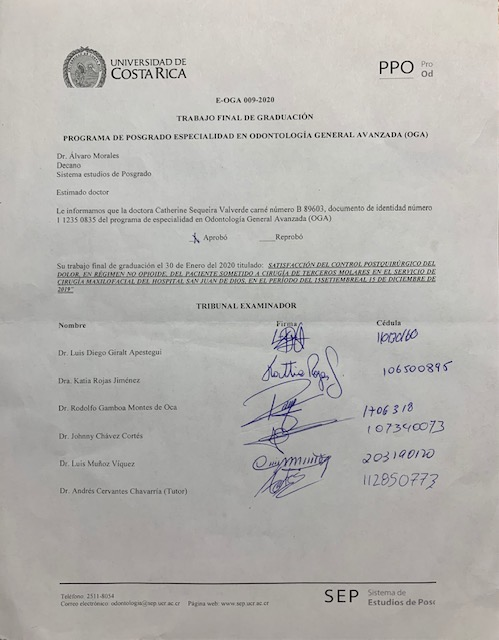 UNIVERSIDAD DE
COSTA RICA
PPO Pro
Od
E-OGA 009-2020
TRABAJO FINAL DE GRADUACIÓN
PROGRAMA DE POSGRADO ESPECIALIDAD EN ODONTOLOGÍA GENERAL AVANZADA (OGA)
Dr. Álvaro Morales
Decano
Sistema estudios de Posgrado
Estimado doctor
Le informamos que la doctora Catherine Sequeira Valverde carné número B 89603, documento de identidad número
1 1235 0835 del programa de especialidad en Odontología General Avanzada (OGA)
X Aprobó ____Reprobó
Su trabajo final de graduación el 30 de Enero del 2020 titulado: SATISFACCIÓN DEL CONTROL POSTQUIRÚRGICO DEL
DOLOR, EN RÉGIMEN NO OPIOIDE, DEL PACIENTE SOMETIDO A CIRUGÍA DE TERCEROS MOLARES EN EL SERVICIO DE
CIRUGÍA MAXILOFACIAL DEL HOSPITAL SAN JUAN DE DIOS, EN EL PERÍODO DEL 15SETIEMBREAL 15 DE DICIEMBRE DE
2019"
TRIBUNAL EXAMINADOR
Nombre Firma Cédula
Dr. Luis Diego Giralt Apestegui
Dra. Katia Rojas Jiménez Katia Rojas J. 106500895
Dr. Rodolfo Gamboa Montes de Oca 1706318
Dr. Johnny Chávez Cortés 107340073
Dr. Luis Muñoz Víquez 203190120
Dr. Andrés Cervantes Chavarría (Tutor) 112850773
Teléfono: 2511-8054
Correo electrónico: odontologia@sep.ucr.ac.cr Página web: www.sep.ucr.ac.cr
SEP Sistema de
Estudios de Pos